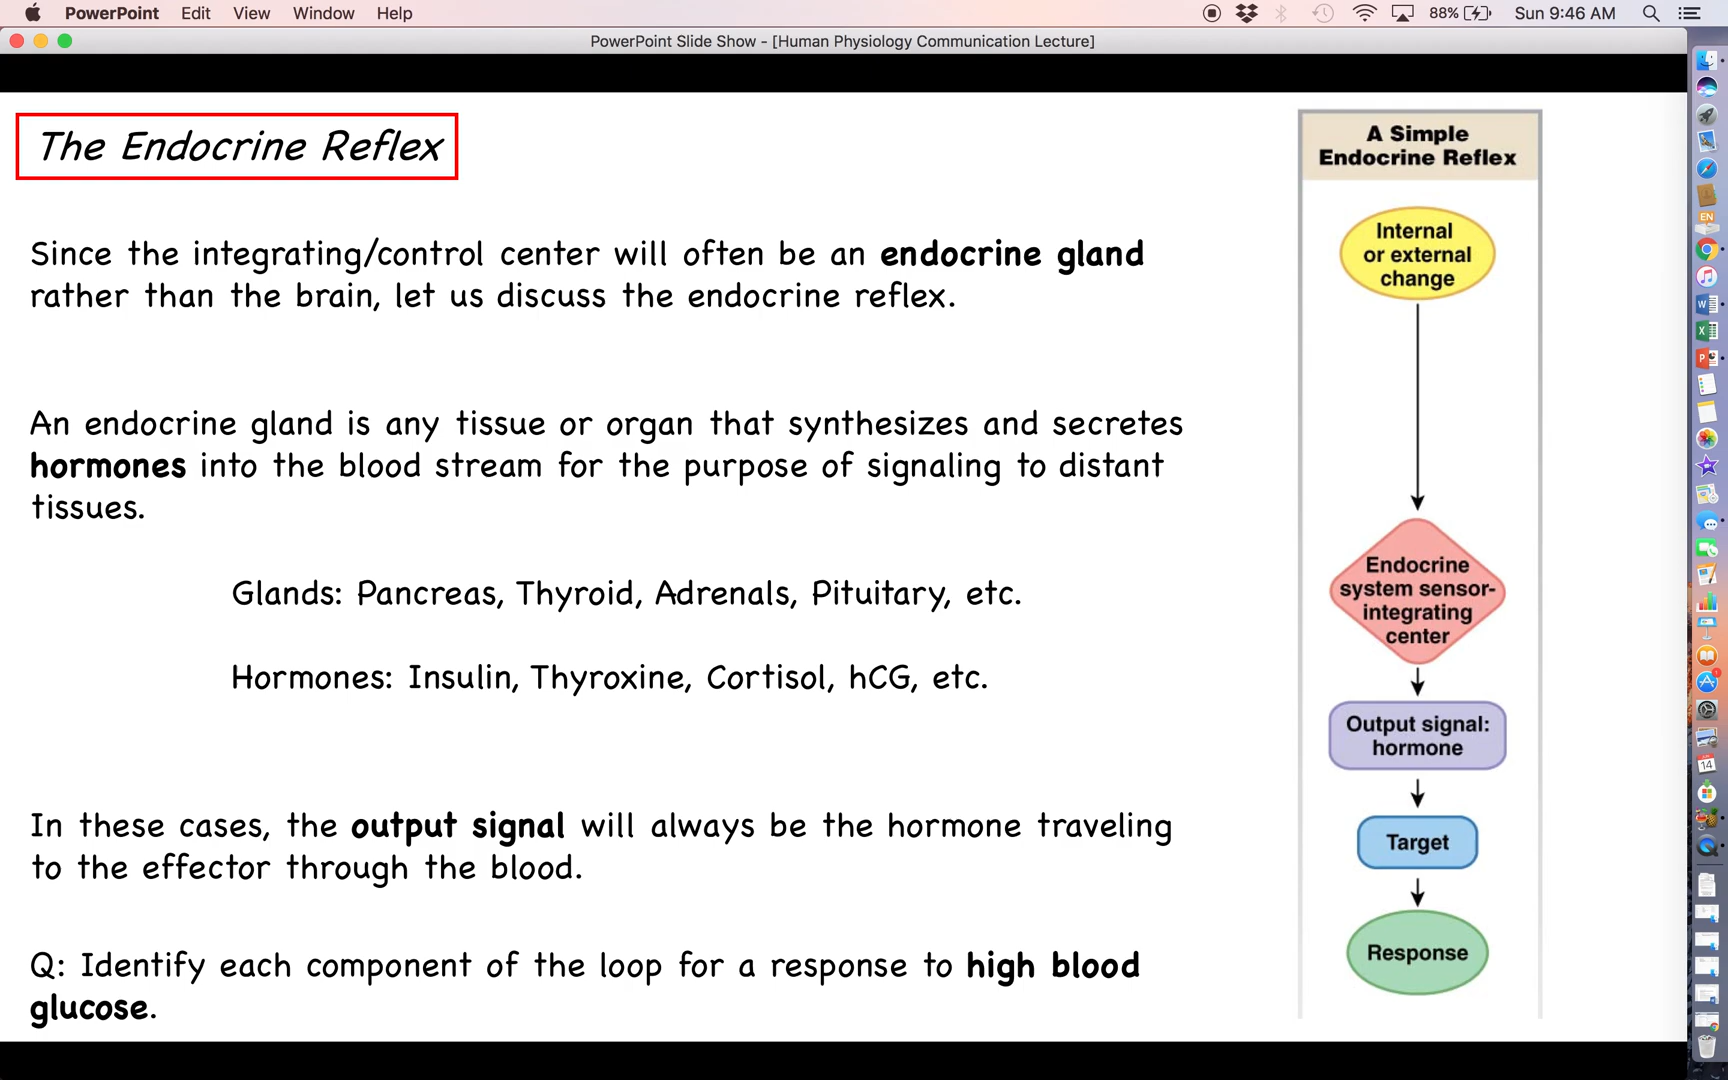 PowerPoint Edit View Window Help 88% Sun 9:46 AM
PowerPoint Slide Show - [Human Physiology Communication Lecture]
The Endocrine Reflex
Since the integrating/control center will often be an endocrine gland
rather than the brain, let us discuss the endocrine reflex.
An endocrine gland is any tissue or organ that synthesizes and secretes
hormones into the blood stream for the purpose of signaling to distant
tissues.
Glands: Pancreas, Thyroid, Adrenals, Pituitary, etc.
Hormones: Insulin, Thyroxine, Cortisol, hCG, etc.
In these cases, the output signal will always be the hormone traveling
to the effector through the blood.
Q: Identify each component of the loop for a response to high blood
glucose.
A Simple
Endocrine Reflex
Internal
or external
change
Endocrine
system sensor-
integrating
center
Output signal:
hormone
Target
Response
EN
W
X
P
14